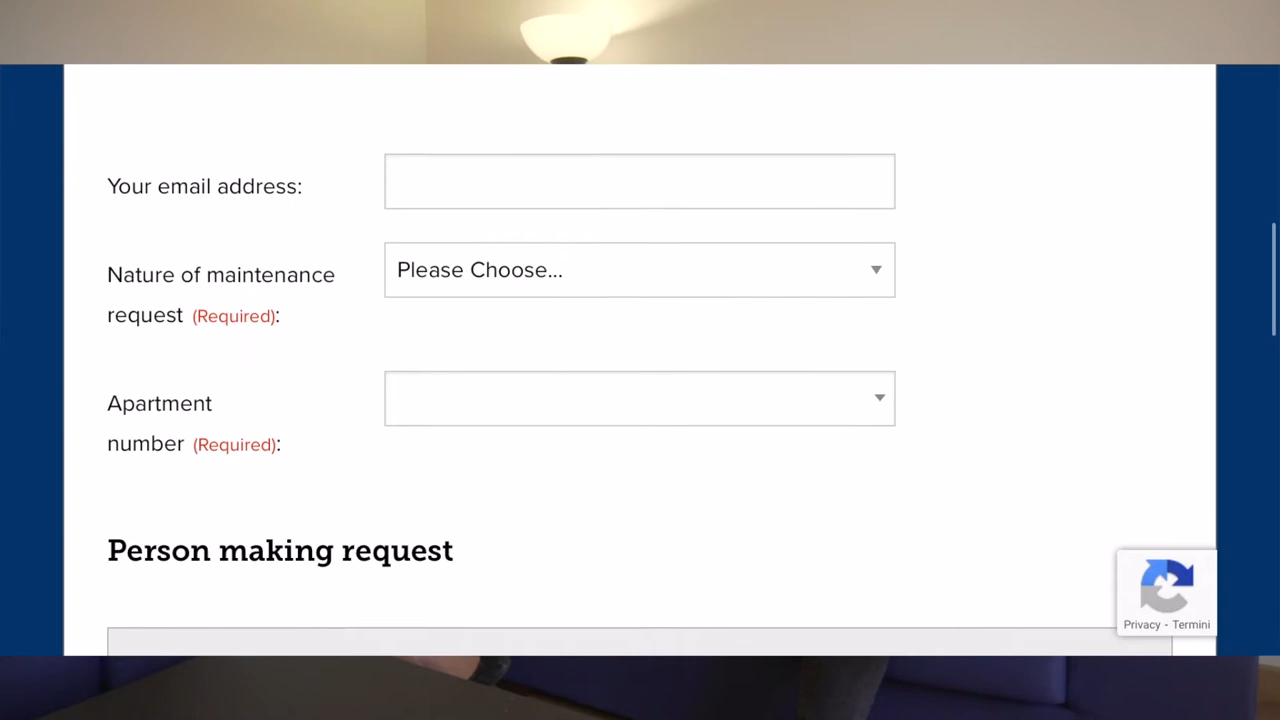 Your email address:
Please Choose...
Nature of maintenance
request (Required):
Apartment
number (Required):
Person making request
Privacy - Termini